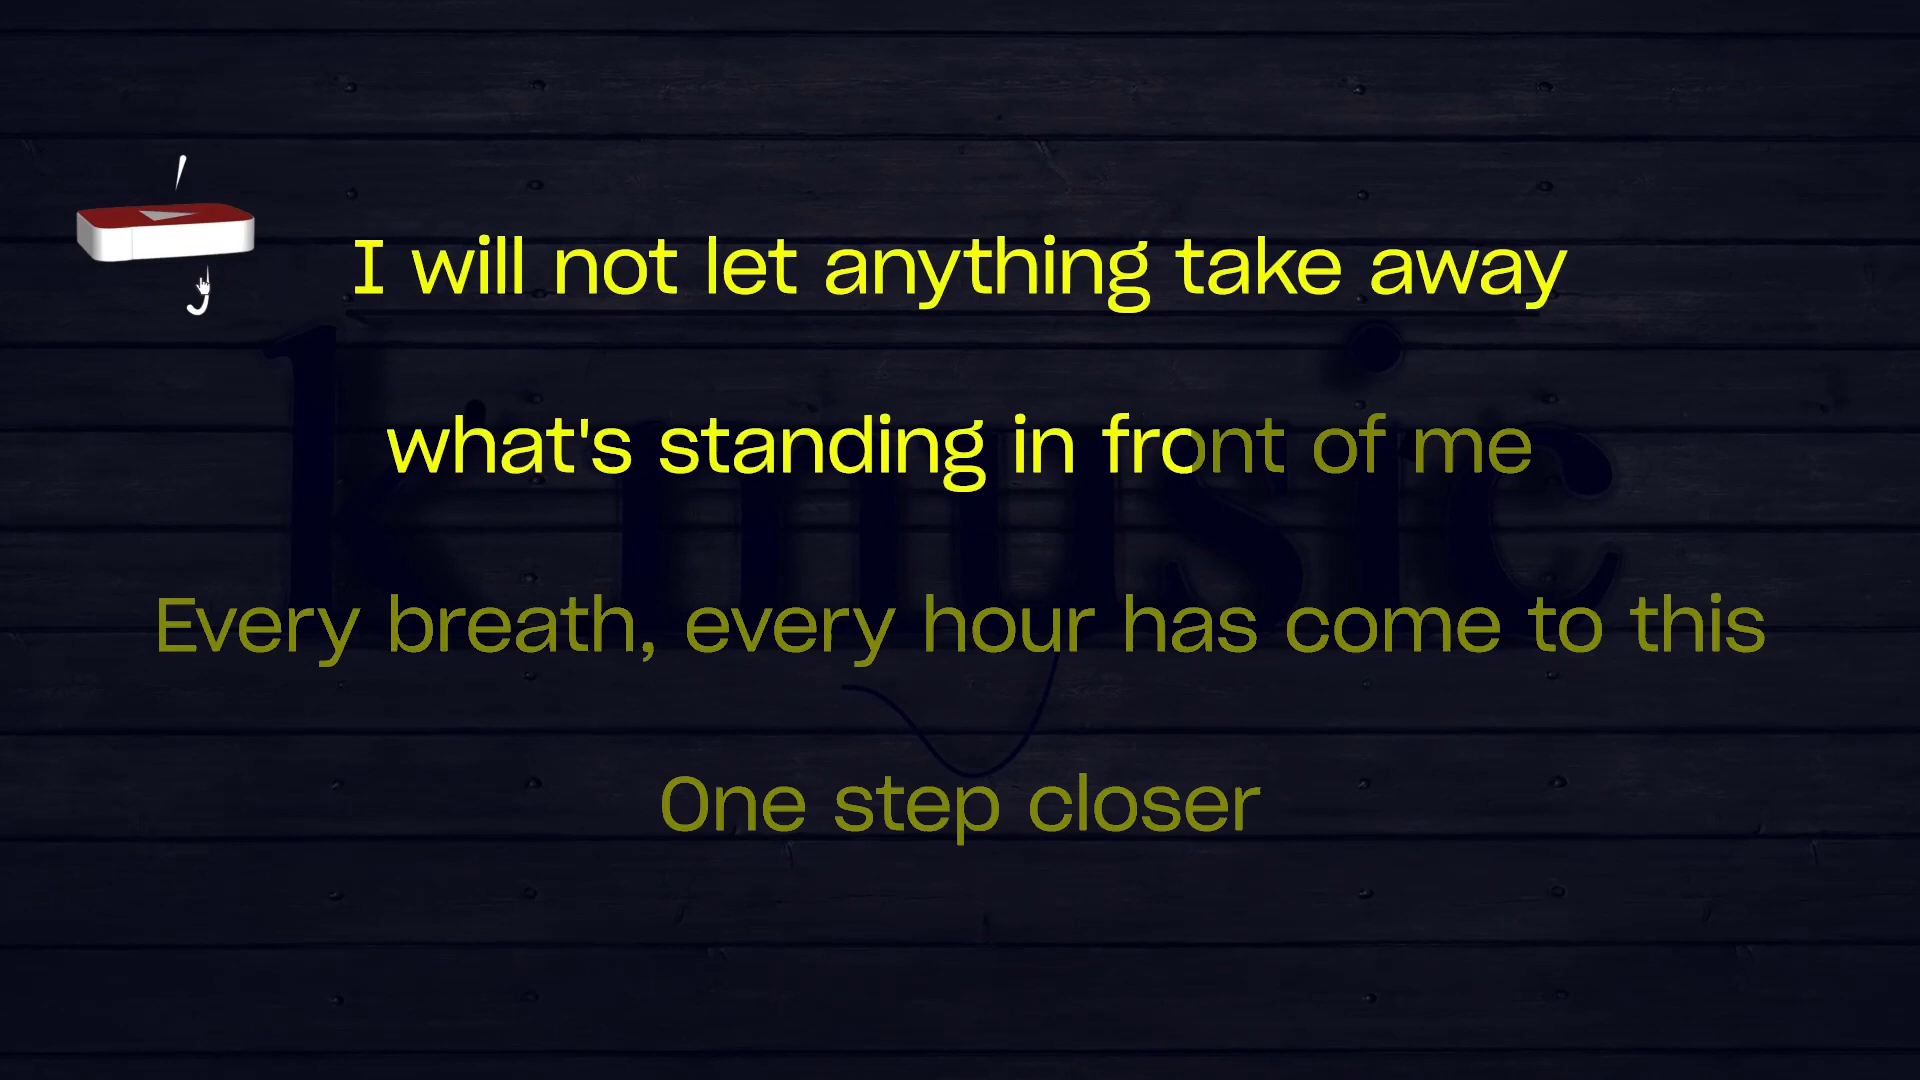 I will not let anything take away
what's standing in front of me
k music
Every breath, every hour has come to this
One step closer